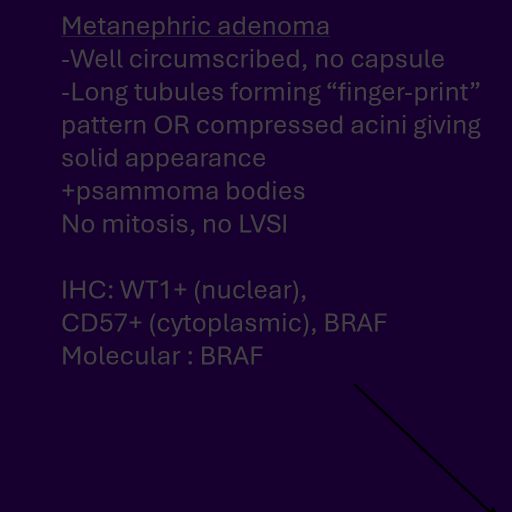 Metanephric adenoma
-Well circumscribed, no capsule
-Long tubules forming “finger-print”
pattern OR compressed acini giving
solid appearance
+psammoma bodies
No mitosis, no LVSI
IHC: WT1+ (nuclear),
CD57+ (cytoplasmic), BRAF
Molecular : BRAF